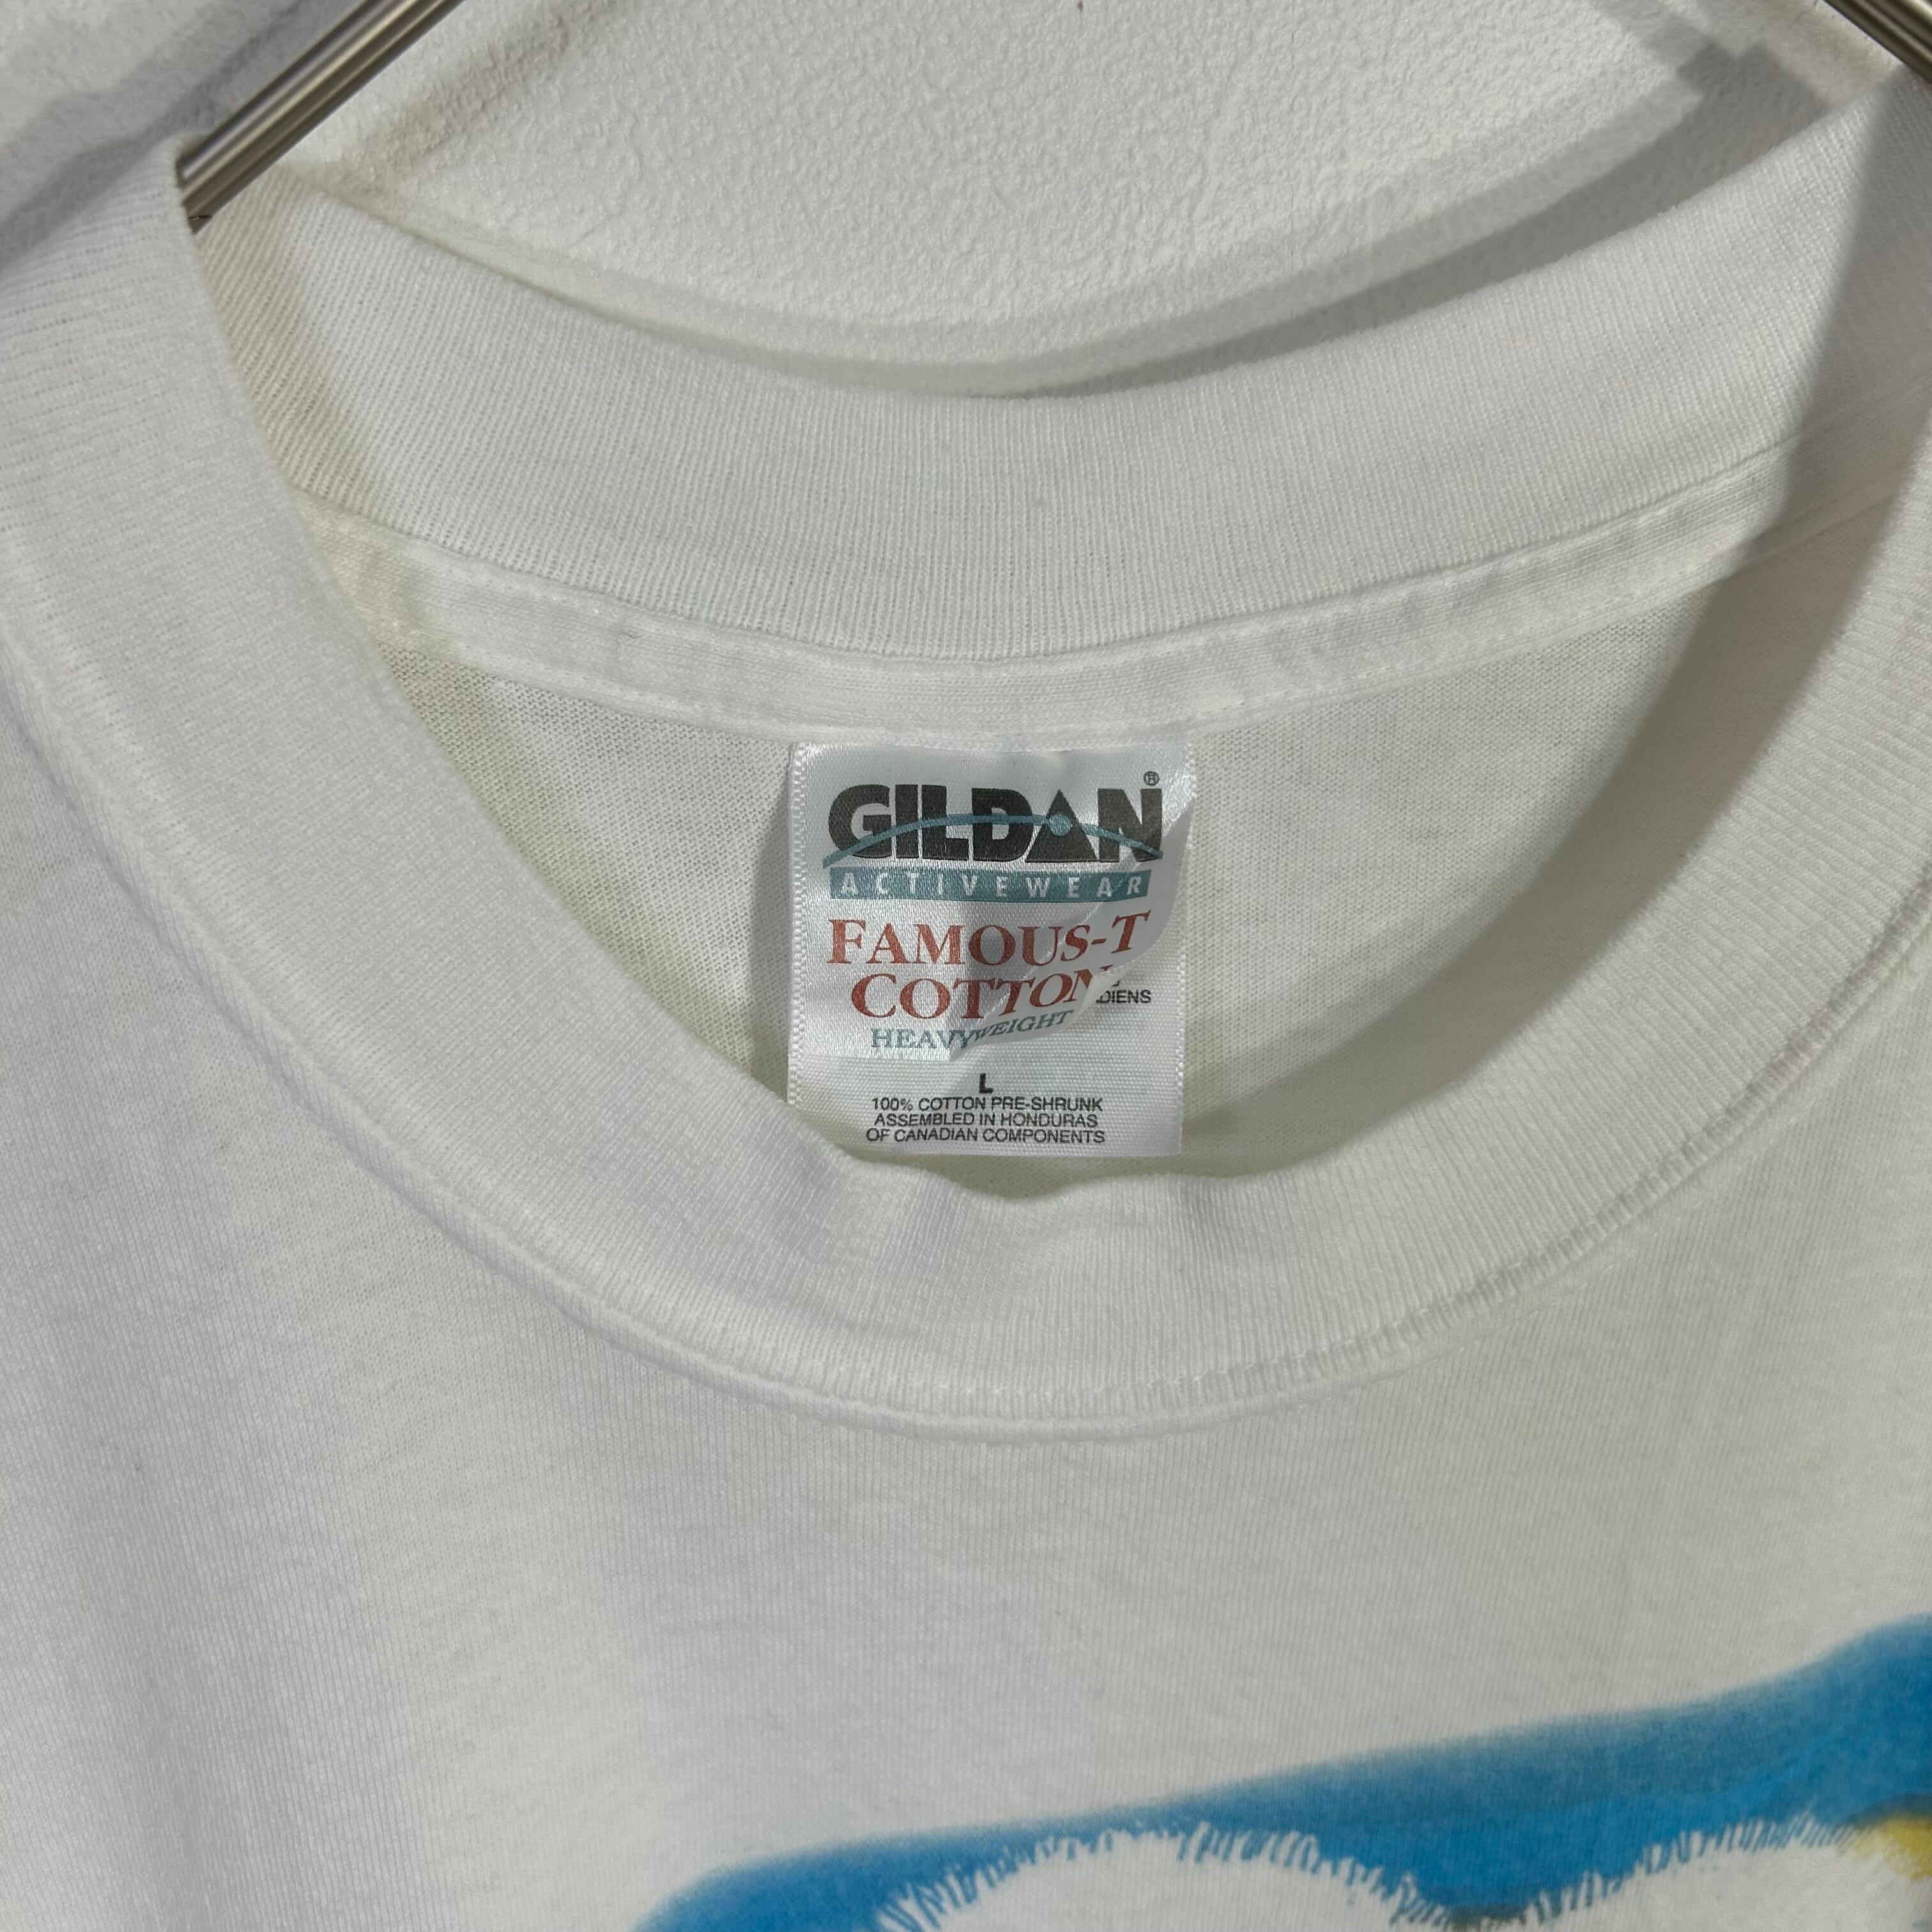 GILDAN®
ACTIVEWEAR
FAMOUS-T
COTTON
HEAVYWEIGHT
L
100% COTTON PRE-SHRUNK
ASSEMBLED IN HONDURAS
OF CANADIAN COMPONENTS